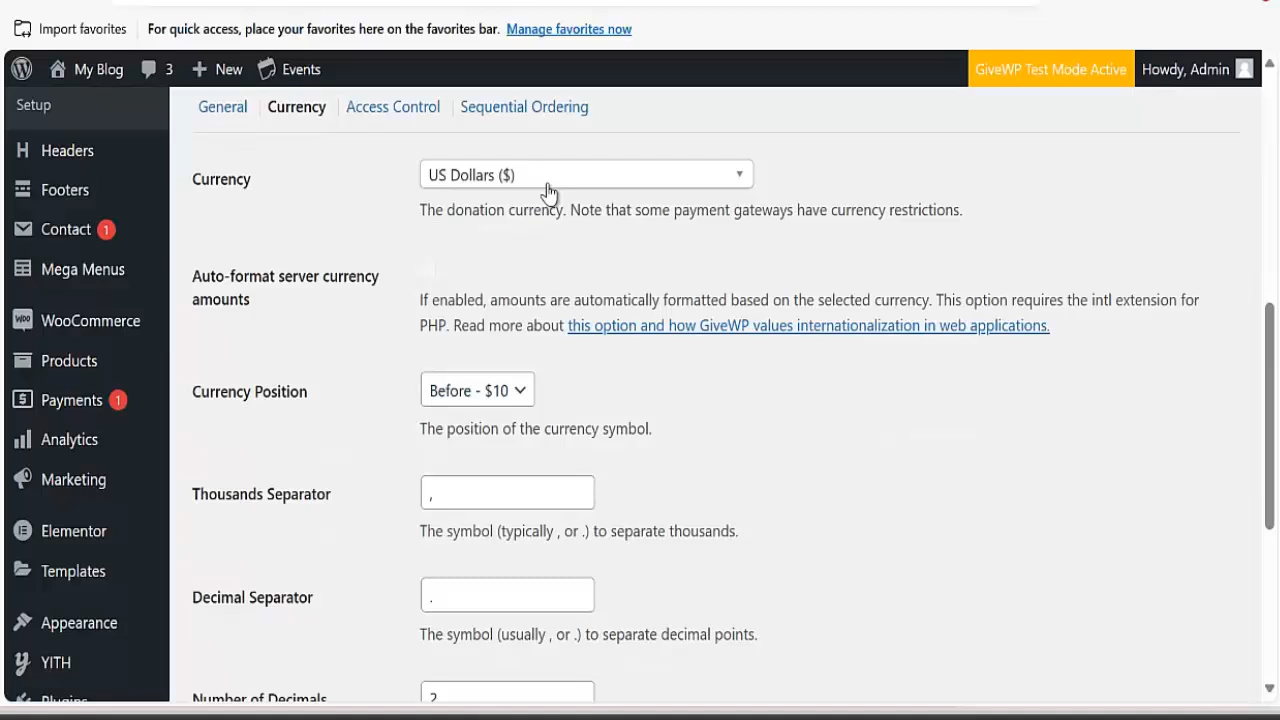 Import favorites
For quick access, place your favorites here on the favorites bar. Manage favorites now
My Blog 3 New Events GiveWP Test Mode Active Howdy, Admin
Setup
General Currency Access Control Sequential Ordering
Headers
Footers
Contact 1
Mega Menus
WooCommerce
Products
Payments 1
Analytics
Marketing
Elementor
Templates
Appearance
YITH
Plugins
Currency
US Dollars ($)
The donation currency. Note that some payment gateways have currency restrictions.
Auto-format server currency
amounts
If enabled, amounts are automatically formatted based on the selected currency. This option requires the intl extension for
PHP. Read more about this option and how GiveWP values internationalization in web applications.
Currency Position
Before - $10
The position of the currency symbol.
Thousands Separator
,
The symbol (typically , or .) to separate thousands.
Decimal Separator
.
The symbol (usually , or .) to separate decimal points.
Number of Decimals
2